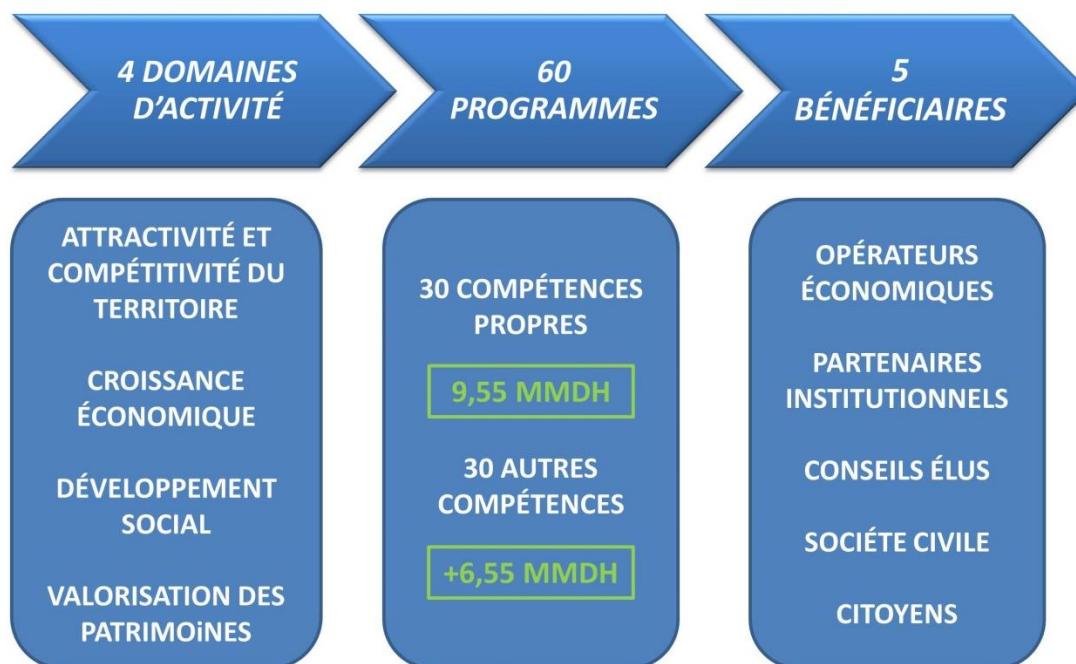 4 DOMAINES
D'ACTIVITÉ
60
PROGRAMMES
5
BÉNÉFICIAIRES
ATTRACTIVITÉ ET
COMPÉTITIVITÉ DU
TERRITOIRE
CROISSANCE
ÉCONOMIQUE
DÉVELOPPEMENT
SOCIAL
VALORISATION DES
PATRIMOiNES
30 COMPÉTENCES
PROPRES
9,55 MMDH
30 AUTRES
COMPÉTENCES
+6,55 MMDH
OPÉRATEURS
ÉCONOMIQUES
PARTENAIRES
INSTITUTIONNELS
CONSEILS ÉLUS
SOCIÉTE CIVILE
CITOYENS